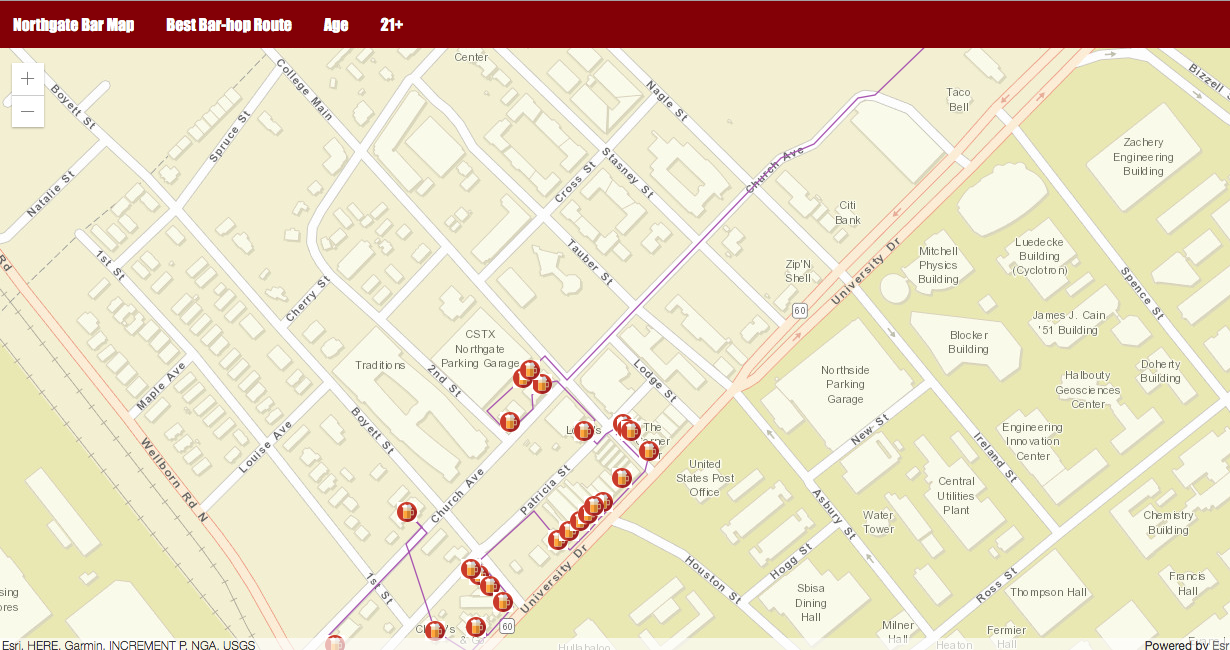 Northgate Bar Map Best Bar-hop Route Age 21+
Center
College Main
Nagle St
Taco
Bell
Bizzell
Boyett St
Spruce St
Zachery
Engineering
Building
Stasney St
Church Ave
Cross St
Natalie St
Citi
Bank
Luedecke
Building
(Cyclotron)
Mitchell
Physics
Building
Tauber St
1st St
Rd
Zip'N
Shell
University Dr
Spence St
Cherry St
60
James J. Cain
'51 Building
CSTX
Northgate
Parking Garage
Blocker
Building
Traditions
2nd St
Lodge St
Northside
Parking
Garage
Doherty
Building
Halbouty
Geosciences
Center
Maple Ave
Boyett St
The
New St
Engineering
Innovation
Center
Ireland St
Louise Ave
Wellborn Rd N
United
States Post
Office
Church Ave
Patricia St
Central
Utilities
Plant
Asbury St
Water
Tower
Chemistry
Building
University Dr
Houston St
Hogg St
1st St
Ross St
Francis
Hall
Sbisa
Dining
Hall
Thompson Hall
60
Milner
Hall
Fermier
Hall
Heaton
Hullabaloo
Esri, HERE, Garmin, INCREMENT P, NGA, USGS
Powered by Esr